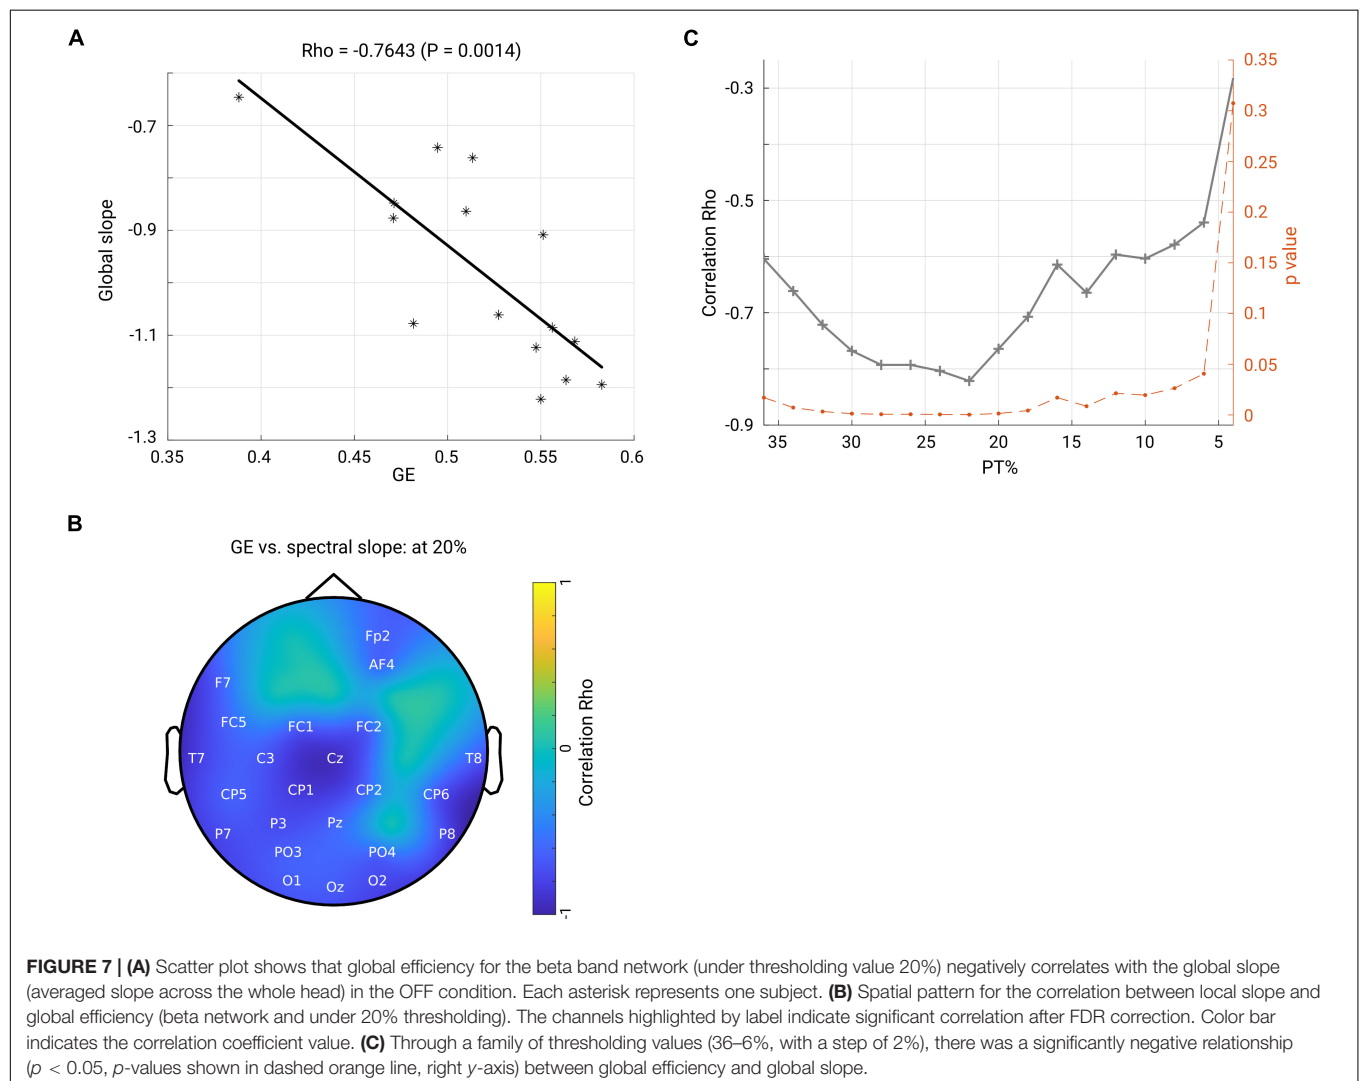 A
Rho = -0.7643 (P = 0.0014)
Global slope
-0.7
-0.9
-1.1
-1.3
0.35 0.4 0.45 0.5 0.55 0.6
GE
C
Correlation Rho
-0.3
-0.5
-0.7
-0.9
35 30 25 20 15 10 5
PT%
0.35
0.3
0.25
0.2
0.15
0.1
0.05
0
p value
B
GE vs. spectral slope: at 20%
Fp2
AF4
F7
FC5 FC1 FC2
T7 C3 Cz T8
CP5 CP1 CP2 CP6
P7 P3 Pz P8
PO3 PO4
O1 Oz O2
1
0
-1
Correlation Rho
FIGURE 7 | (A) Scatter plot shows that global efficiency for the beta band network (under thresholding value 20%) negatively correlates with the global slope
(averaged slope across the whole head) in the OFF condition. Each asterisk represents one subject. (B) Spatial pattern for the correlation between local slope and
global efficiency (beta network and under 20% thresholding). The channels highlighted by label indicate significant correlation after FDR correction. Color bar
indicates the correlation coefficient value. (C) Through a family of thresholding values (36–6%, with a step of 2%), there was a significantly negative relationship
(p < 0.05, p-values shown in dashed orange line, right y-axis) between global efficiency and global slope.